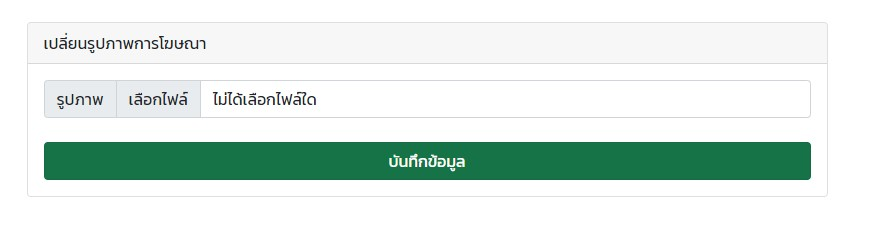 เปลี่ยนรูปภาพการโฆษณา
รูปภาพ เลือกไฟล์ ไม่ได้เลือกไฟล์ใด
บันทึกข้อมูล